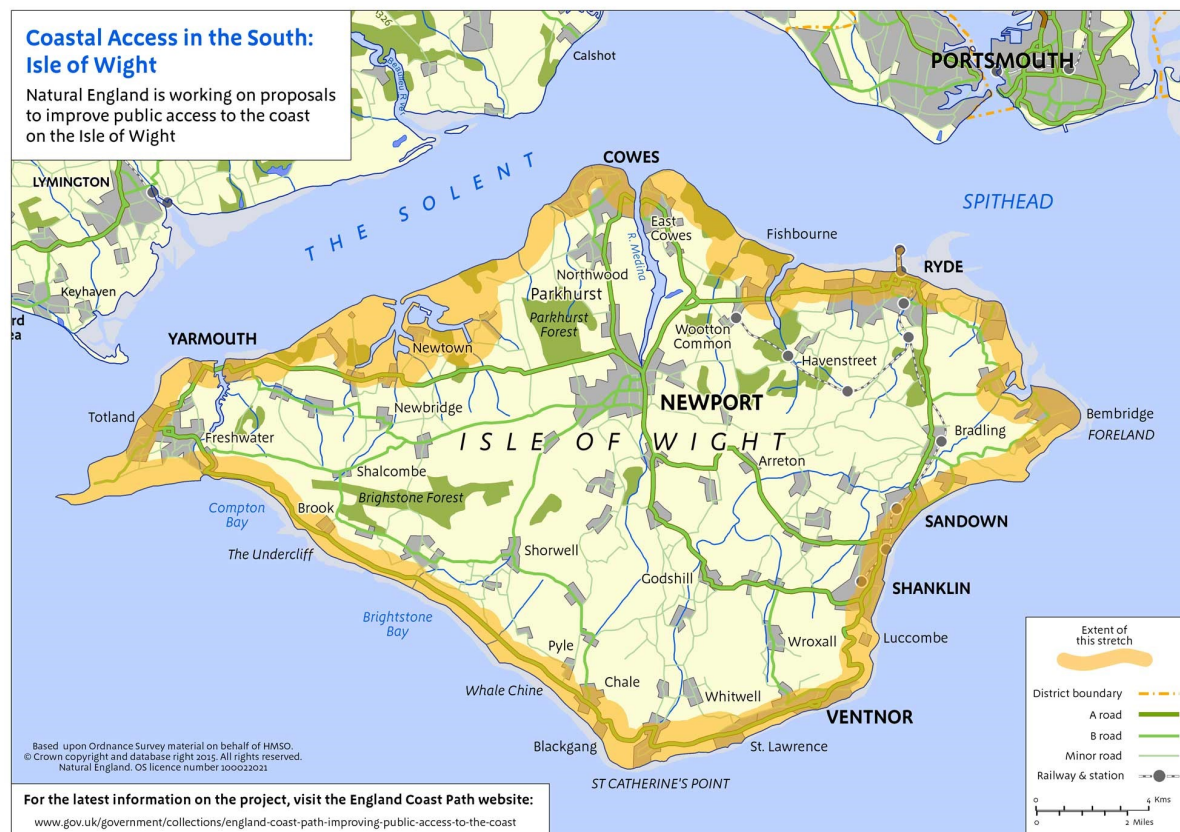 Coastal Access in the South:
Isle of Wight
Natural England is working on proposals
to improve public access to the coast
on the Isle of Wight
Calshot
PORTSMOUTH
Beaulieu River
LYMINGTON
THE SOLENT
COWES
SPITHEAD
East
Cowes
R. Medina
Fishbourne
Northwood
RYDE
Keyhaven
Parkhurst
Parkhurst
Forest
Wootton
Common
YARMOUTH
Newtown
Havenstreet
NEWPORT
Totland
Newbridge
Bembridge
Freshwater
ISLE OF WIGHT
Bradling
FORELAND
Shalcombe
Arreton
Brighstone Forest
Compton
Bay
Brook
SANDOWN
The Undercliff
Shorwell
Godshill
SHANKLIN
Brightstone
Bay
Pyle
Wroxall
Luccombe
Whale Chine
Chale
Whitwell
VENTNOR
Blackgang
St. Lawrence
ST CATHERINE'S POINT
Extent of
this stretch
District boundary
A road
B road
Minor road
Railway & station
0 4 Kms
0 2 Miles
Based upon Ordnance Survey material on behalf of HMSO.
© Crown copyright and database right 2015. All rights reserved.
Natural England. OS licence number 100022021
For the latest information on the project, visit the England Coast Path website:
www.gov.uk/government/collections/england-coast-path-improving-public-access-to-the-coast